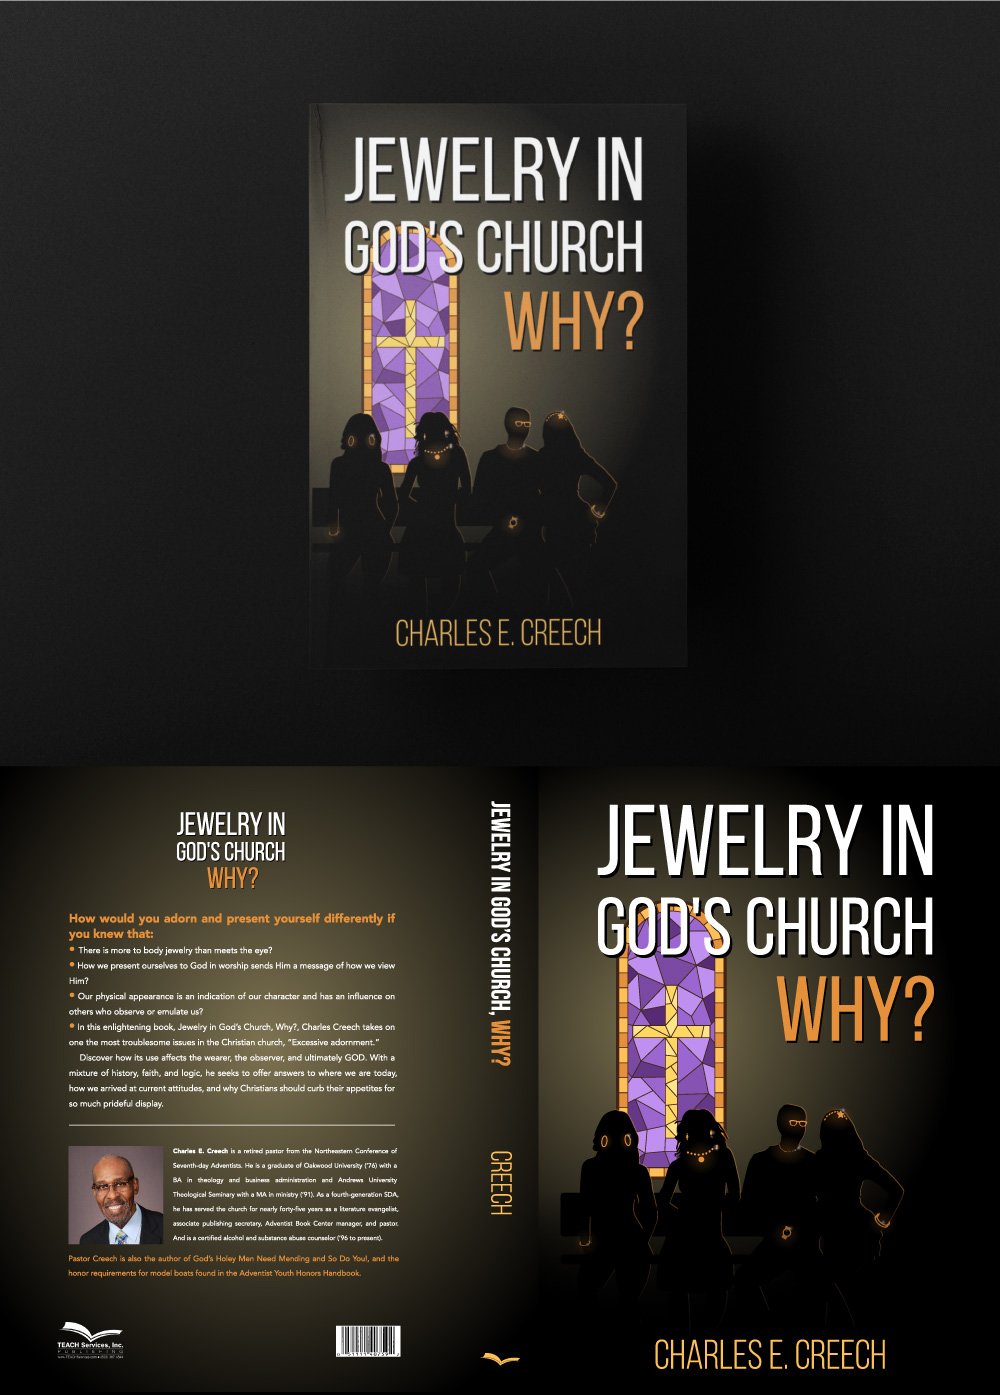 JEWELRY IN
GOD'S CHURCH
WHY?
CHARLES E. CREECH
JEWELRY IN
GOD'S CHURCH
WHY?
How would you adorn and present yourself differently if
you knew that:
• There is more to body jewelry than meets the eye?
• How we present ourselves to God in worship sends Him a message of how we view
Him?
• Our physical appearance is an indication of our character and has an influence on
others who observe or emulate us?
• In this enlightening book, Jewelry in God's Church, Why?, Charles Creech takes on
one the most troublesome issues in the Christian church, “Excessive adornment.”
Discover how its use affects the wearer, the observer, and ultimately GOD. With a
mixture of history, faith, and logic, he seeks to offer answers to where we are today,
how we arrived at current attitudes, and why Christians should curb their appetites for
so much prideful display.
Charles E. Creech is a retired pastor from the Northeastern Conference of
Seventh-day Adventists. He is a graduate of Oakwood University ('76) with a
BA in theology and business administration and Andrews University
Theological Seminary with a MA in ministry ('91). As a fourth-generation SDA,
he has served the church for nearly forty-five years as a literature evangelist,
associate publishing secretary, Adventist Book Center manager, and pastor.
And is a certified alcohol and substance abuse counselor ('96 to present).
Pastor Creech is also the author of God's Holey Men Need Mending and So Do You!, and the
honor requirements for model boats found in the Adventist Youth Honors Handbook.
TEACH Services, Inc.
PUBLISHING
JEWELRY IN GOD'S CHURCH, WHY?
CREECH
JEWELRY IN
GOD'S CHURCH
WHY?
CHARLES E. CREECH